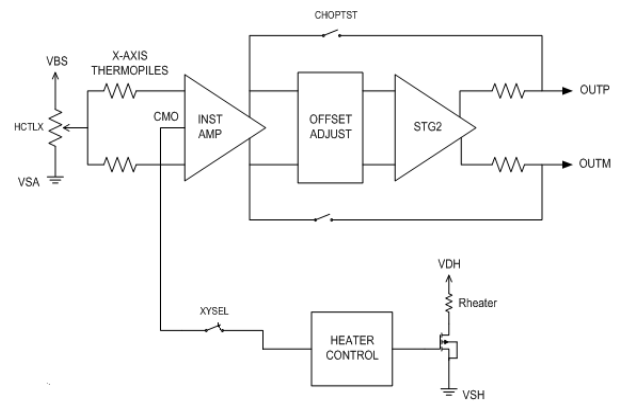 CHOPTST
X-AXIS
THERMOPILES
VBS
HCTLX
VSA
CMO
INST
AMP
OFFSET
ADJUST
STG2
OUTP
OUTM
XYSEL
HEATER
CONTROL
VDH
Rheater
VSH